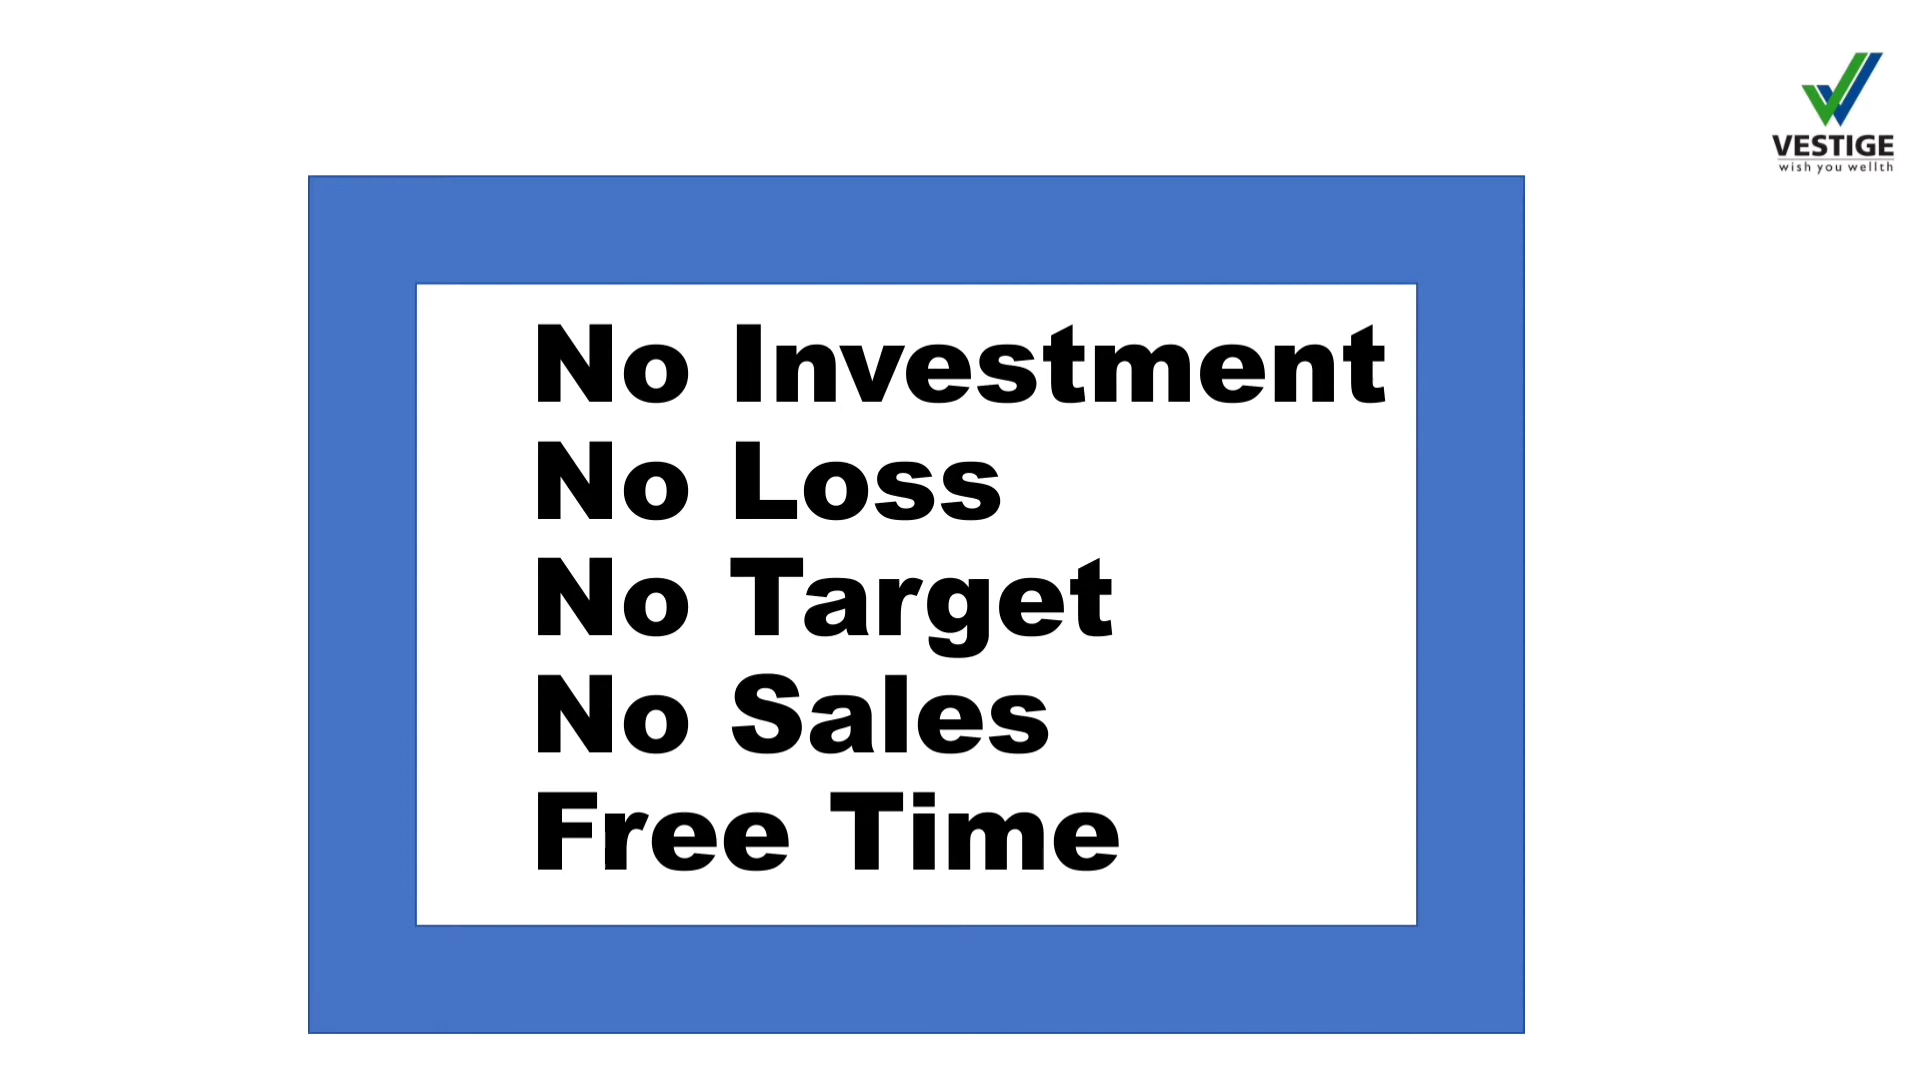 VESTIGE
wish you wellth
No Investment
No Loss
No Target
No Sales
Free Time